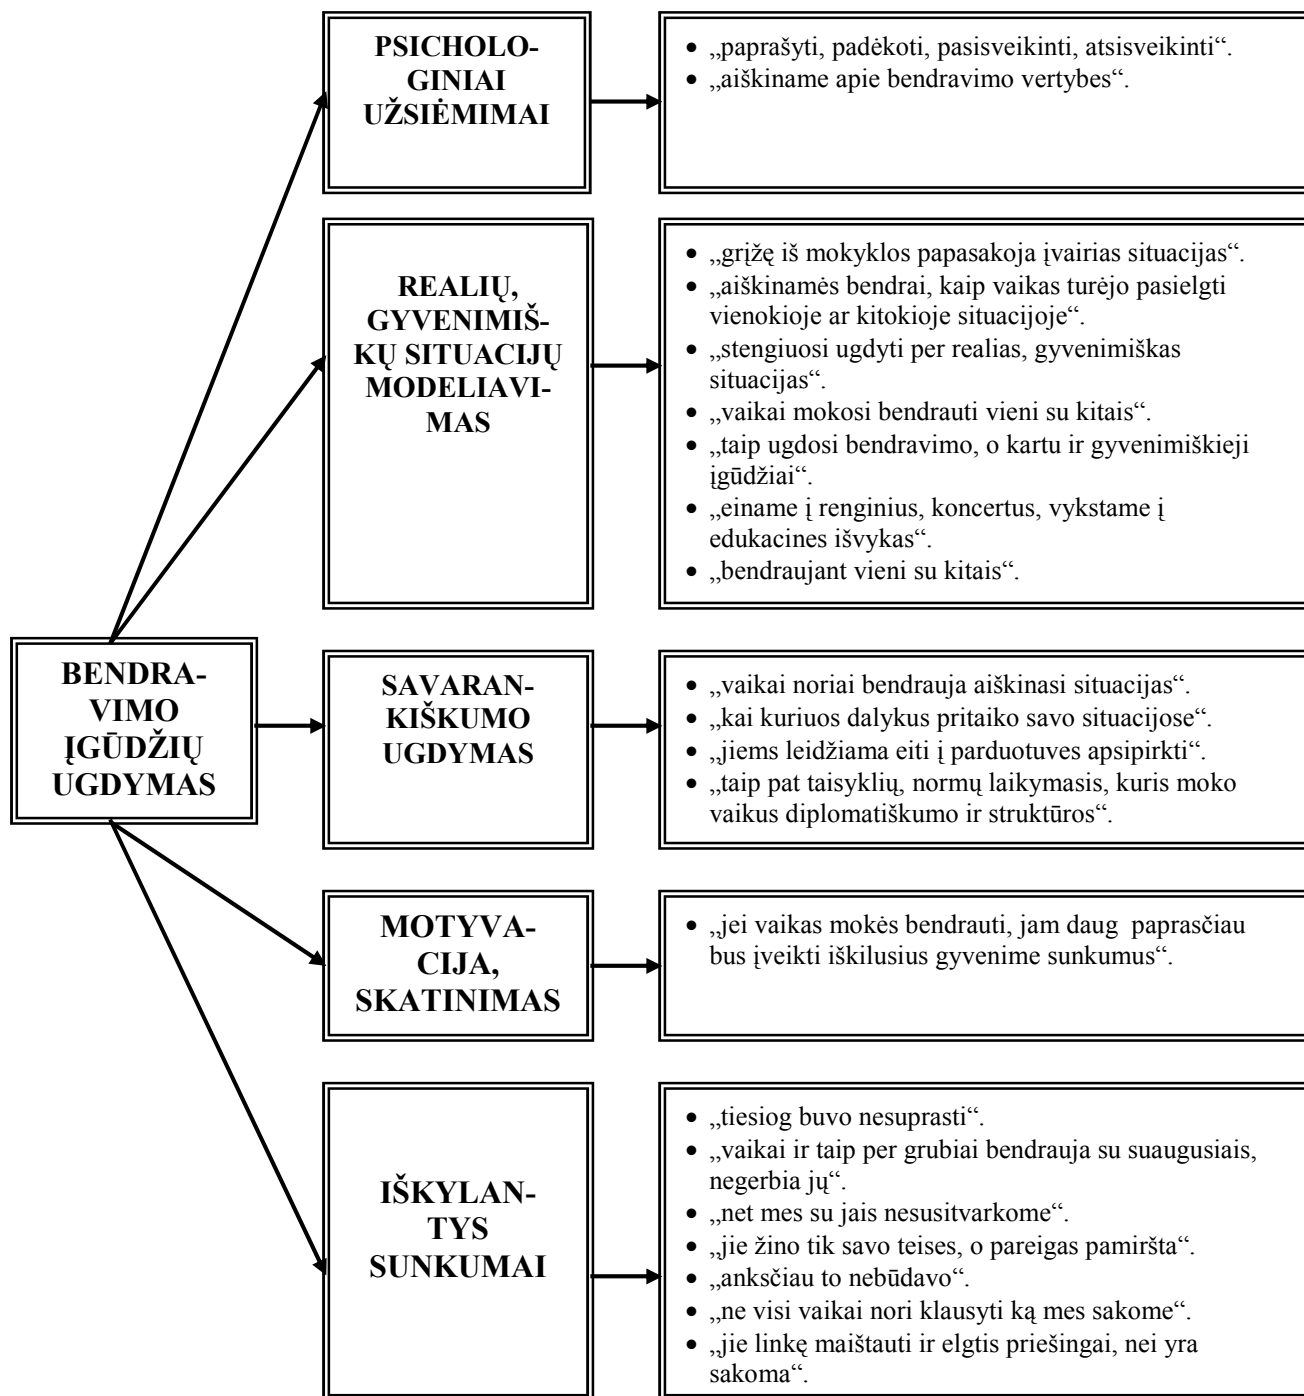 PSICHOLO-
GINIAI
UŽSIĖMIMAI
• „paprašyti, padėkoti, pasisveikinti, atsisveikinti“.
• „aiškiname apie bendravimo vertybes“.
REALIŲ,
GYVENIMIŠ-
KŲ SITUACIJŲ
MODELIAVI-
MAS
• „grįžę iš mokyklos papasakoja įvairias situacijas“.
• „aiškinamės bendrai, kaip vaikas turėjo pasielgti
vienokioje ar kitokioje situacijoje“.
• „stengiuosi ugdyti per realias, gyvenimiškas
situacijas“.
• „vaikai mokosi bendrauti vieni su kitais“.
• „taip ugdosi bendravimo, o kartu ir gyvenimiškieji
įgūdžiai“.
• „einame į renginius, koncertus, vykstame į
edukacines išvykas“.
• „bendraujant vieni su kitais“.
BENDRA-
VIMO
ĮGŪDŽIŲ
UGDYMAS
SAVARAN-
KIŠKUMO
UGDYMAS
• „vaikai noriai bendrauja aiškinasi situacijas“.
• „kai kuriuos dalykus pritaiko savo situacijose“.
• „jiems leidžiama eiti į parduotuves apsipirkti“.
• „taip pat taisyklių, normų laikymasis, kuris moko
vaikus diplomatiškumo ir struktūros“.
MOTYVA-
CIJA,
SKATINIMAS
• „jei vaikas mokės bendrauti, jam daug paprasčiau
bus įveikti iškilusius gyvenime sunkumus“.
IŠKYLAN-
TYS
SUNKUMAI
• „tiesiog buvo nesuprasti“.
• „vaikai ir taip per grubiai bendrauja su suaugusiais,
negerbia jų“.
• „net mes su jais nesusitvarkome“.
• „jie žino tik savo teises, o pareigas pamiršta“.
• „anksčiau to nebūdavo“.
• „ne visi vaikai nori klausyti ką mes sakome“.
• „jie linkę maištauti ir elgtis priešingai, nei yra
sakoma“.